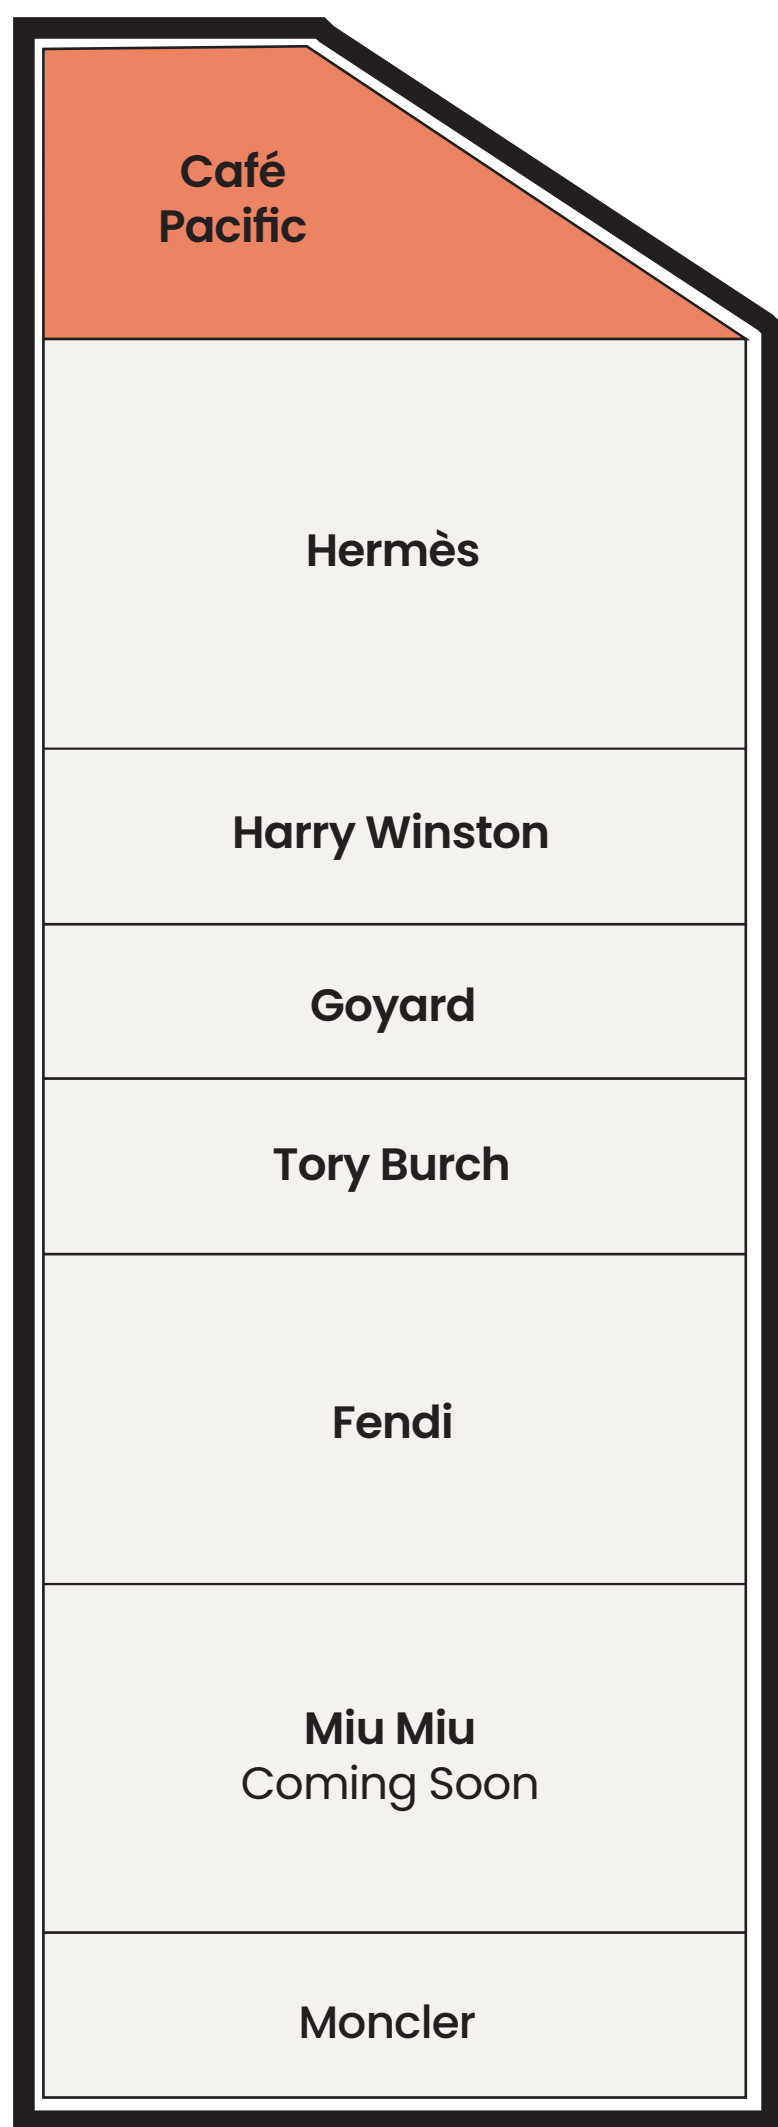 Café
Pacific
Hermès
Harry Winston
Goyard
Tory Burch
Fendi
Miu Miu
Coming Soon
Moncler